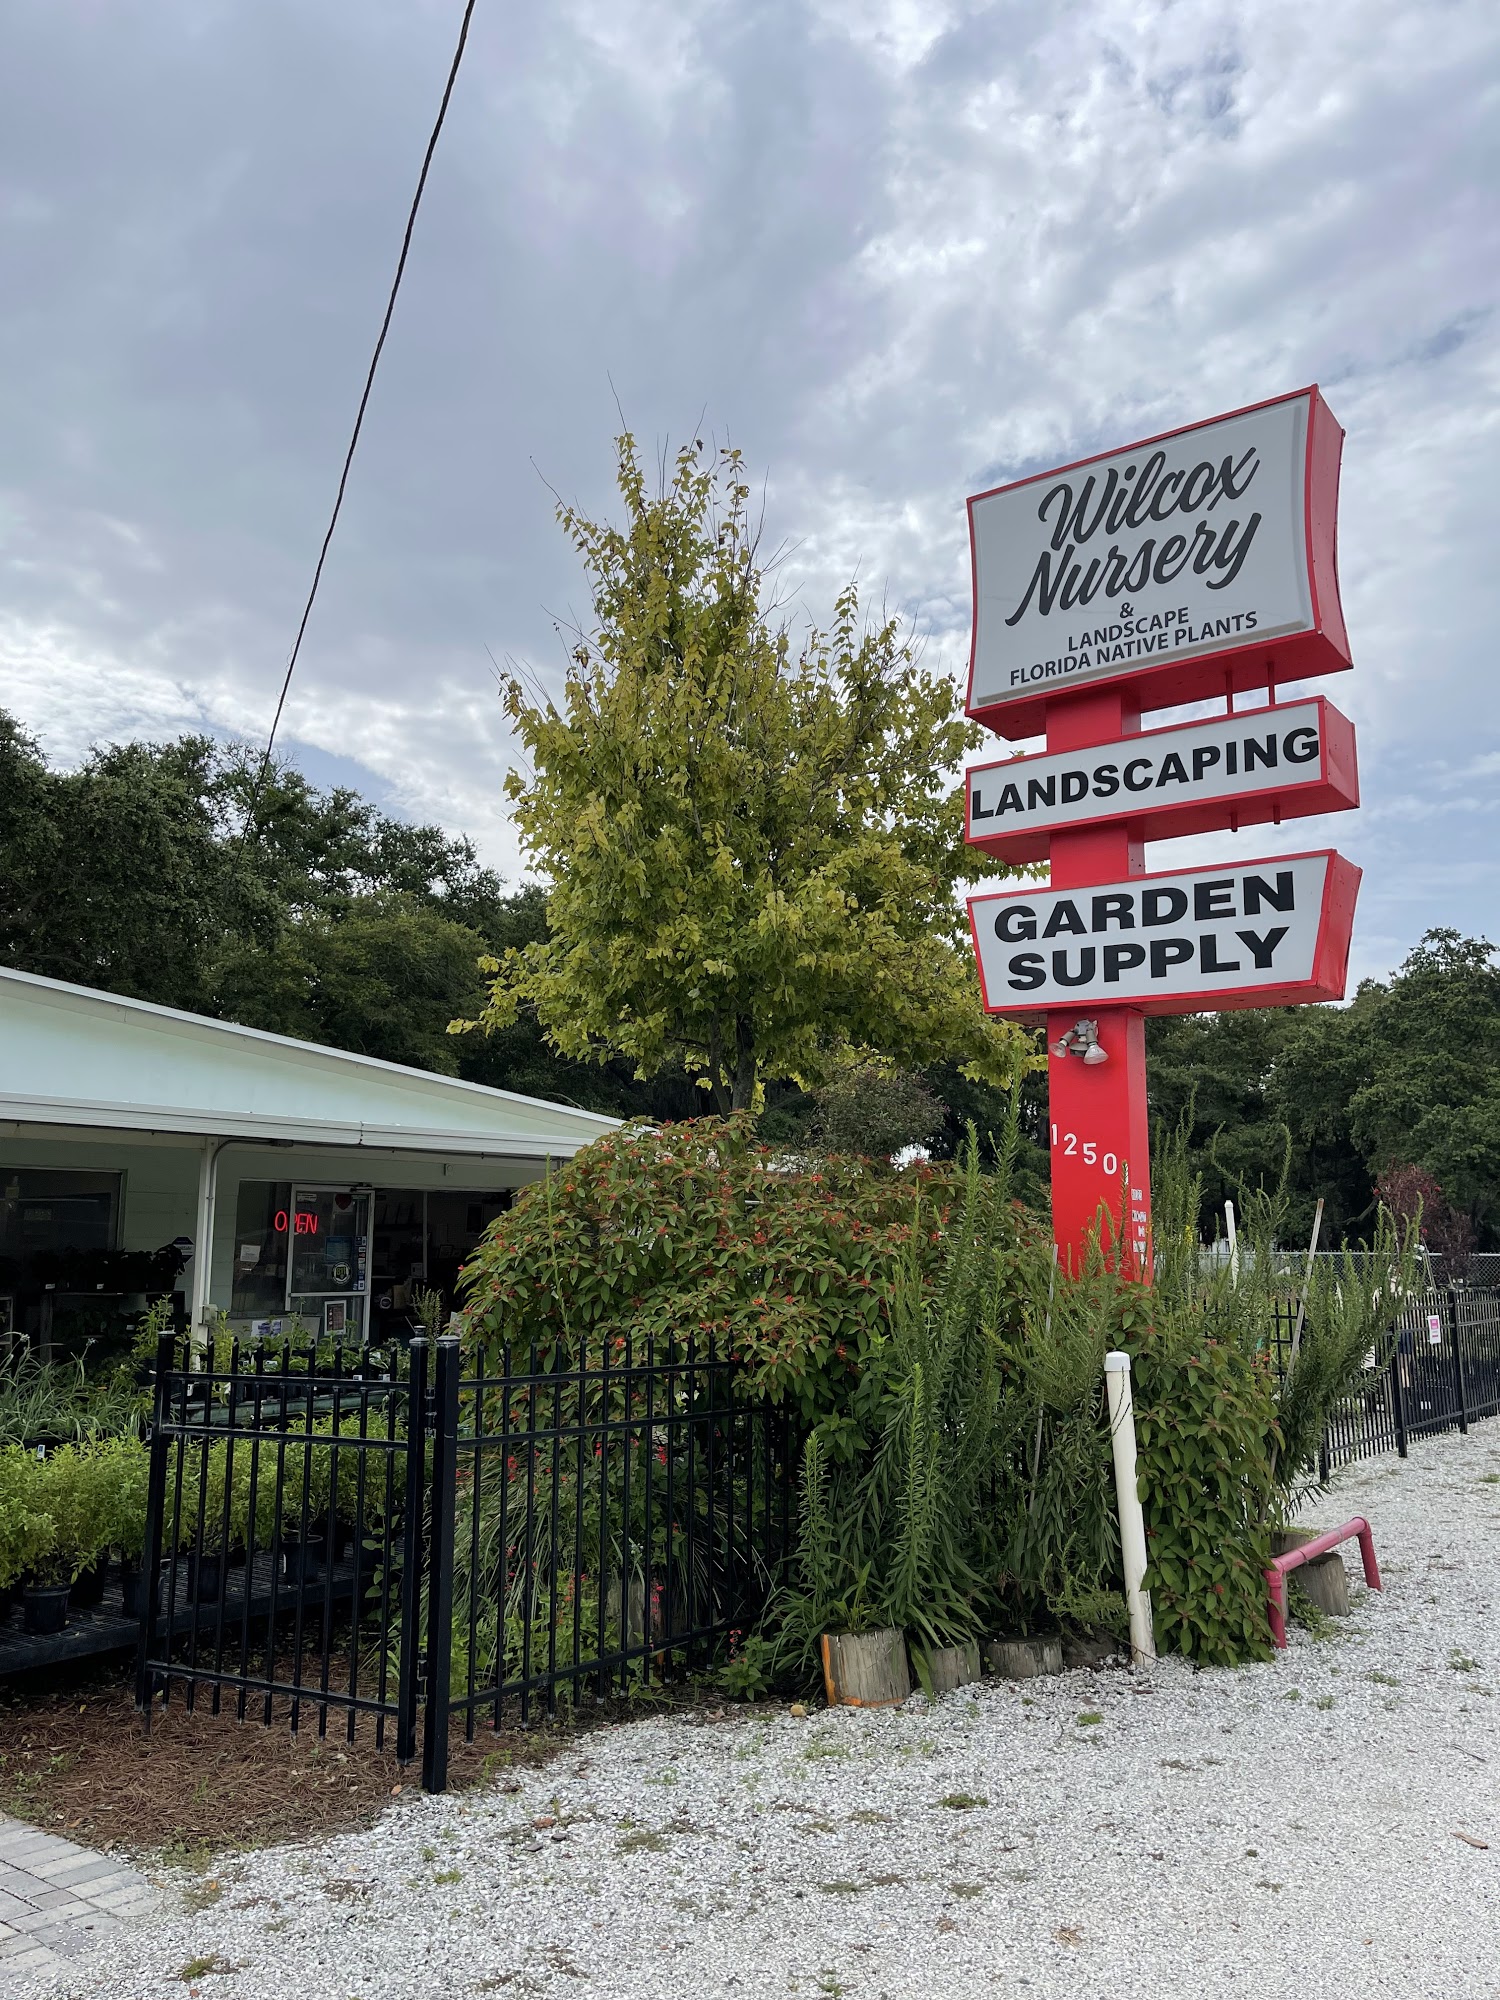 Wilcox
Nursery
&
LANDSCAPE
FLORIDA NATIVE PLANTS
LANDSCAPING
GARDEN
SUPPLY
1250
OPEN